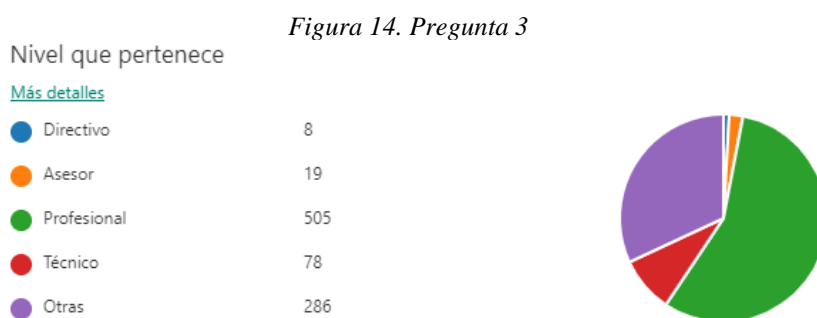 Figura 14. Pregunta 3
Nivel que pertenece
Más detalles
Directivo 8
Asesor 19
Profesional 505
Técnico 78
Otras 286